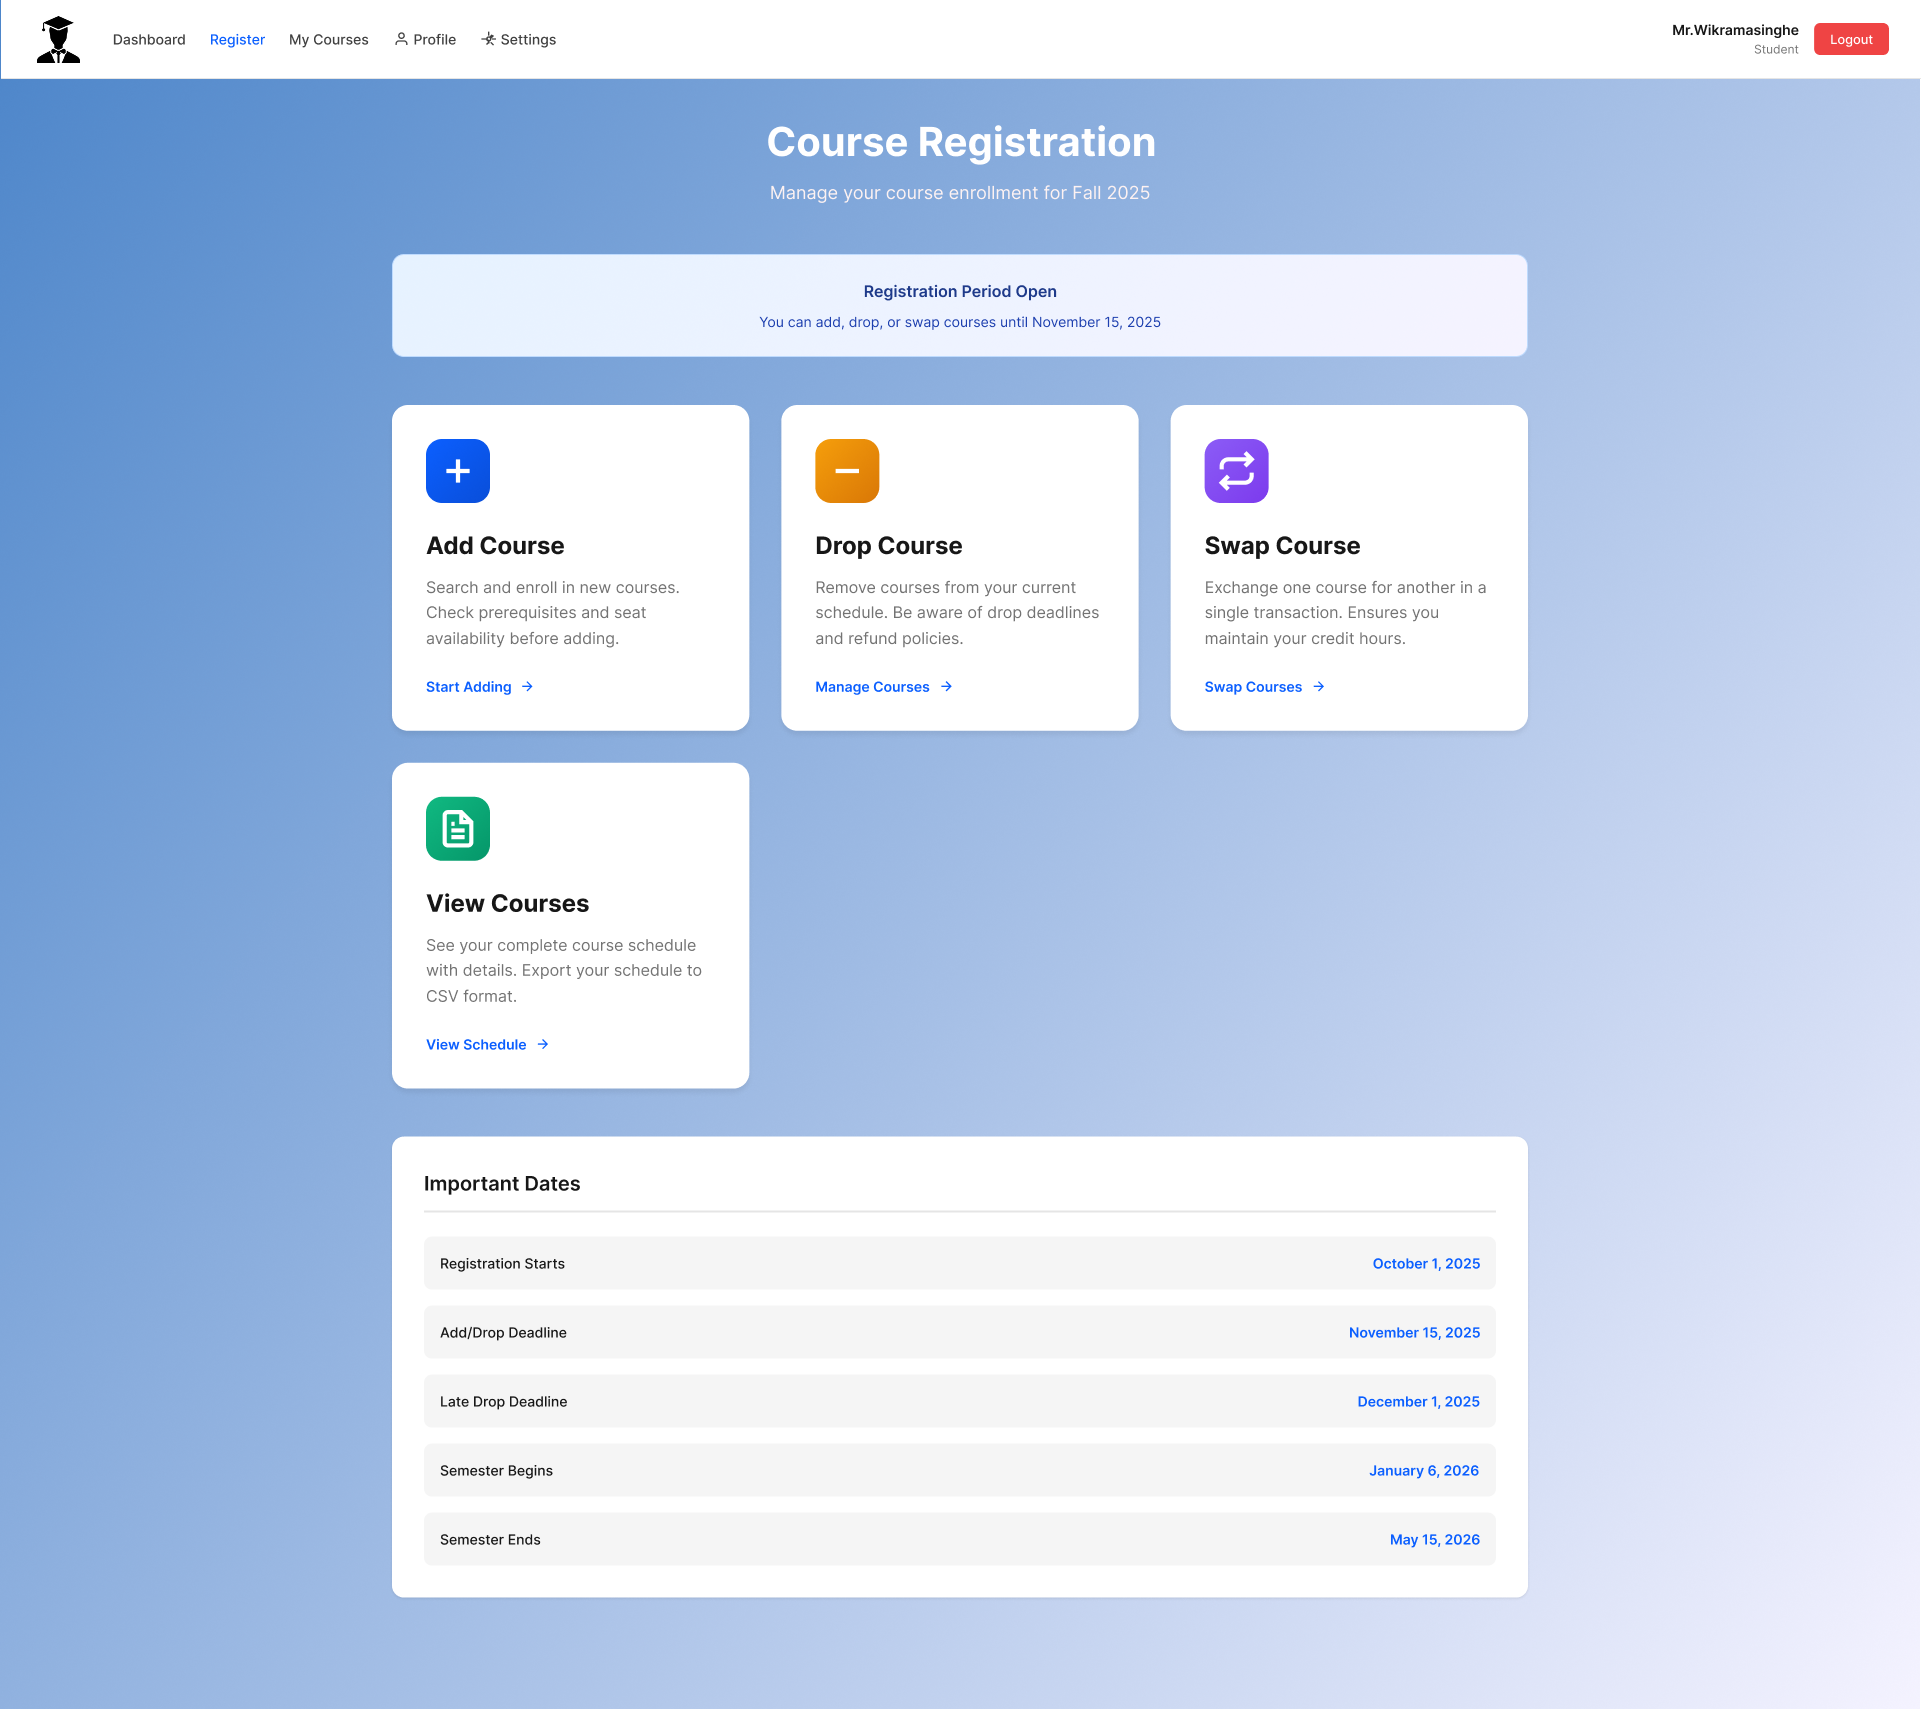 Dashboard
Register
My Courses
Profile
Settings
Mr.Wikramasinghe
Student
Logout
Course Registration
Manage your course enrollment for Fall 2025
Registration Period Open
You can add, drop, or swap courses until November 15, 2025
Add Course
Search and enroll in new courses.
Check prerequisites and seat
availability before adding.
Start Adding
Drop Course
Remove courses from your current
schedule. Be aware of drop deadlines
and refund policies.
Manage Courses
Swap Course
Exchange one course for another in a
single transaction. Ensures you
maintain your credit hours.
Swap Courses
View Courses
See your complete course schedule
with details. Export your schedule to
CSV format.
View Schedule
Important Dates
Registration Starts
October 1, 2025
Add/Drop Deadline
November 15, 2025
Late Drop Deadline
December 1, 2025
Semester Begins
January 6, 2026
Semester Ends
May 15, 2026